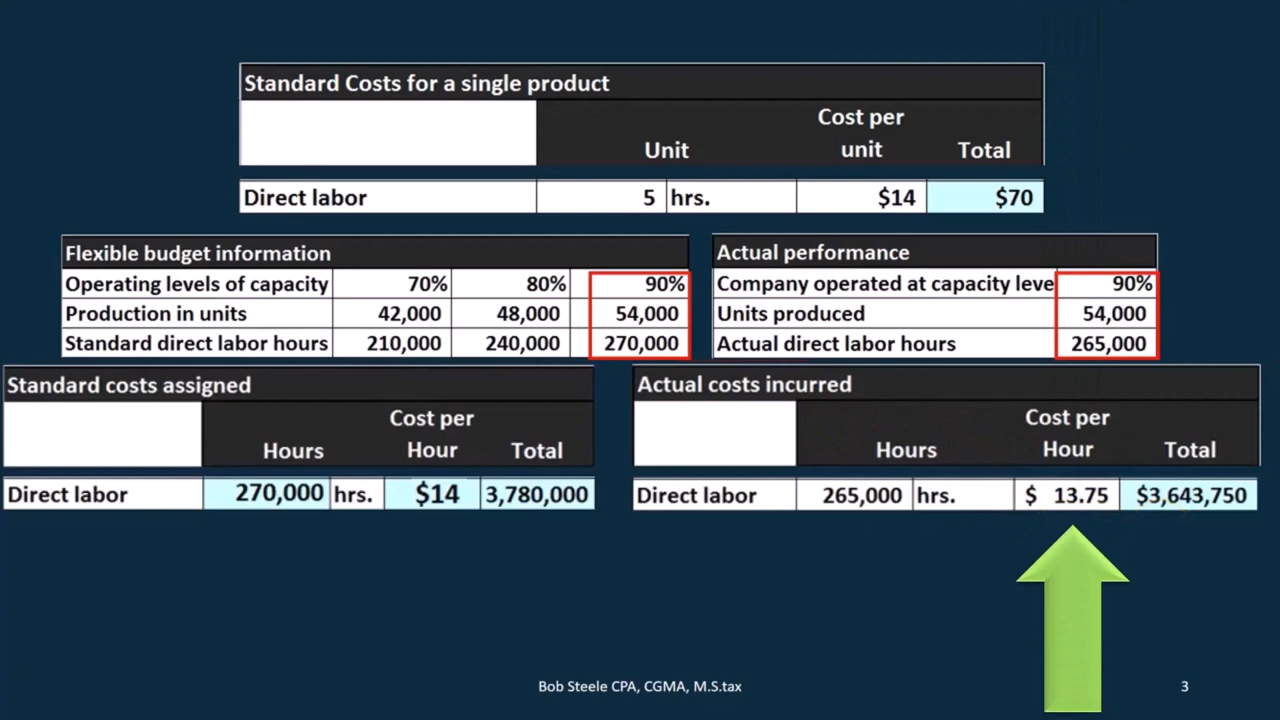 Standard Costs for a single product
Unit Cost per unit Total
Direct labor 5 hrs. $14 $70
Flexible budget information
Operating levels of capacity 70% 80% 90%
Production in units 42,000 48,000 54,000
Standard direct labor hours 210,000 240,000 270,000
Actual performance
Company operated at capacity leve 90%
Units produced 54,000
Actual direct labor hours 265,000
Standard costs assigned
Hours Cost per Hour Total
Direct labor 270,000 hrs. $14 3,780,000
Actual costs incurred
Hours Cost per Hour Total
Direct labor 265,000 hrs. $ 13.75 $3,643,750
Bob Steele CPA, CGMA, M.S.tax
3